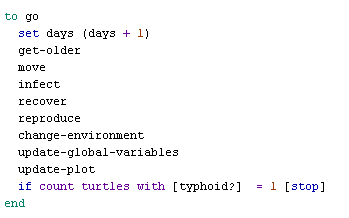 to go
  set days (days + 1)
  get-older
  move
  infect
  recover
  reproduce
  change-environment
  update-global-variables
  update-plot
  if count turtles with [typhoid?]  = 1 [stop]
end